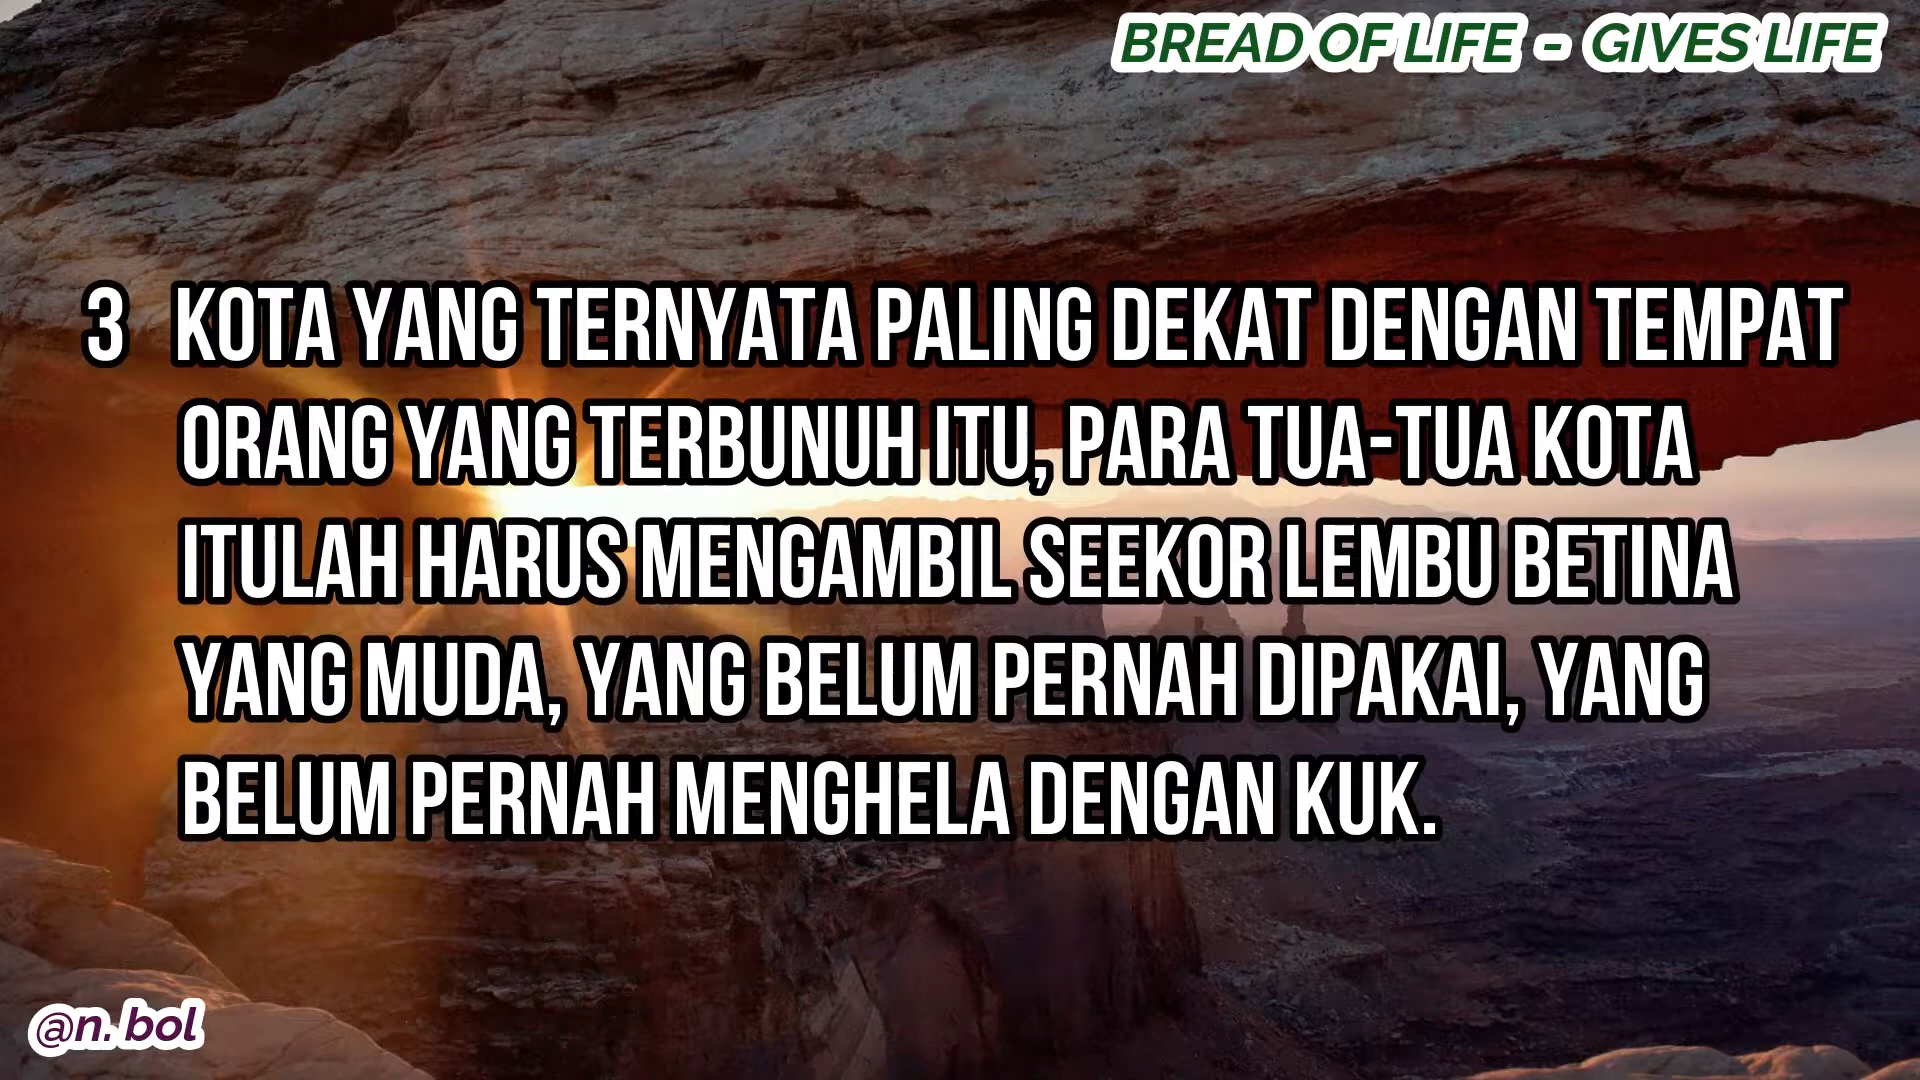 BREAD OF LIFE - GIVES LIFE
3 KOTA YANG TERNYATA PALING DEKAT DENGAN TEMPAT
ORANG YANG TERBUNUH ITU, PARA TUA-TUA KOTA
ITULAH HARUS MENGAMBIL SEEKOR LEMBU BETINA
YANG MUDA, YANG BELUM PERNAH DIPAKAI, YANG
BELUM PERNAH MENGHELA DENGAN KUK.
@n. bol